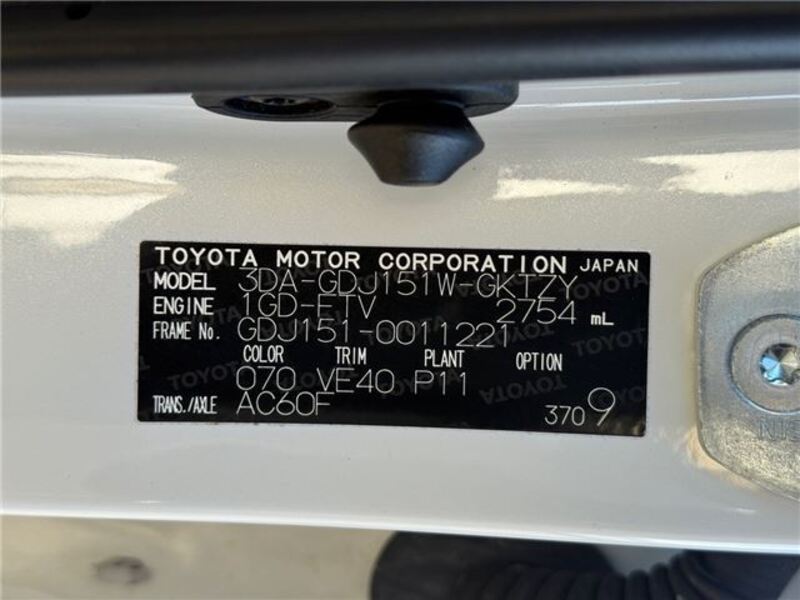 TOYOTA MOTOR CORPORATION JAPAN
MODEL 3DA-GDJ151W-GKTZY
ENGINE 1GD-FTV 2754 mL
FRAME No. GDJ151-0011221
COLOR TRIM PLANT OPTION
070 VE40 P11
TRANS./AXLE AC60F 3709